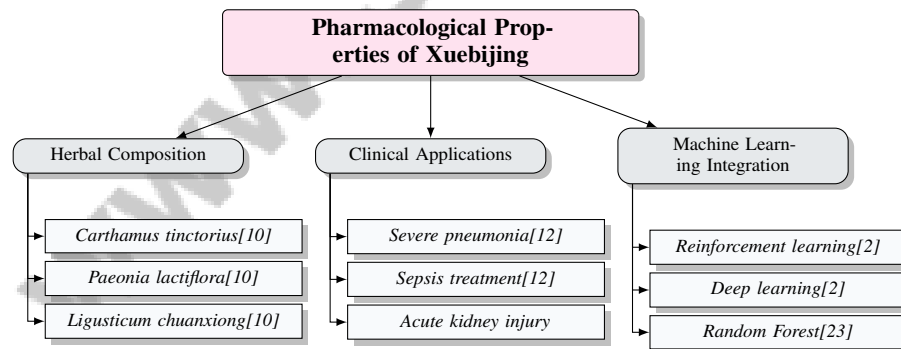 Pharmacological Prop-
erties of Xuebijing
Herbal Composition
Carthamus tinctorius[10]
Paeonia lactiflora[10]
Ligusticum chuanxiong[10]
Clinical Applications
Severe pneumonia[12]
Sepsis treatment[12]
Acute kidney injury
Machine Learn-
ing Integration
Reinforcement learning[2]
Deep learning[2]
Random Forest[23]
www